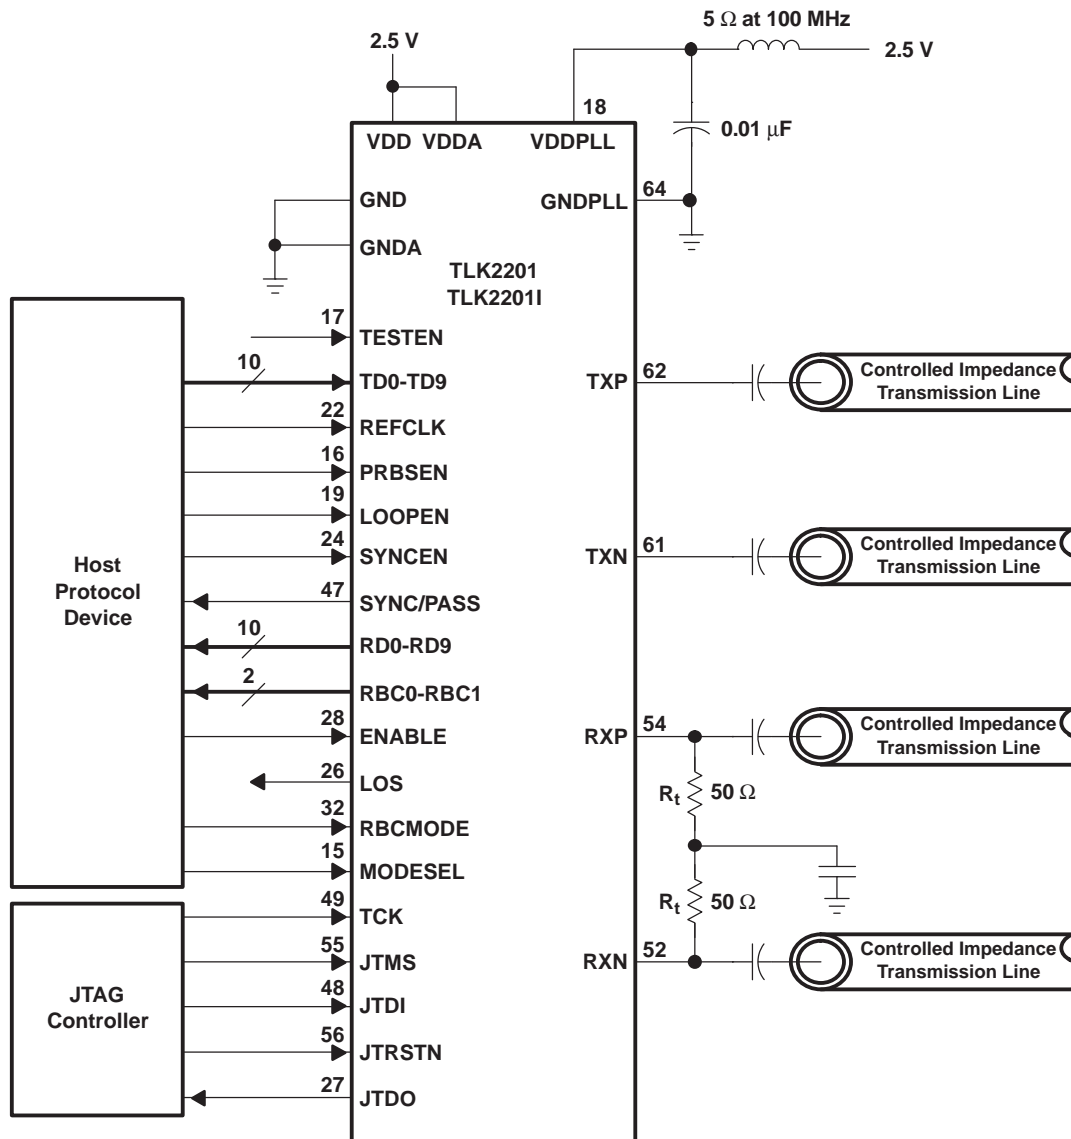 5 Ω at 100 MHz
2.5 V
2.5 V
18
0.01 μF
VDD VDDA VDDPLL
GND
GNDPLL
64
GNDA
TLK2201
TLK2201I
17
TESTEN
10
TD0-TD9
TXP
62
Controlled Impedance
Transmission Line
22
REFCLK
16
PRBSEN
19
LOOPEN
24
SYNCEN
TXN
61
Controlled Impedance
Transmission Line
Host
Protocol
Device
47
SYNC/PASS
10
RD0-RD9
2
RBC0-RBC1
28
ENABLE
RXP
54
Controlled Impedance
Transmission Line
26
LOS
Rt 50 Ω
32
RBCMODE
15
MODESEL
49
TCK
Rt 50 Ω
55
JTMS
RXN
52
Controlled Impedance
Transmission Line
JTAG
Controller
48
JTDI
56
JTRSTN
27
JTDO